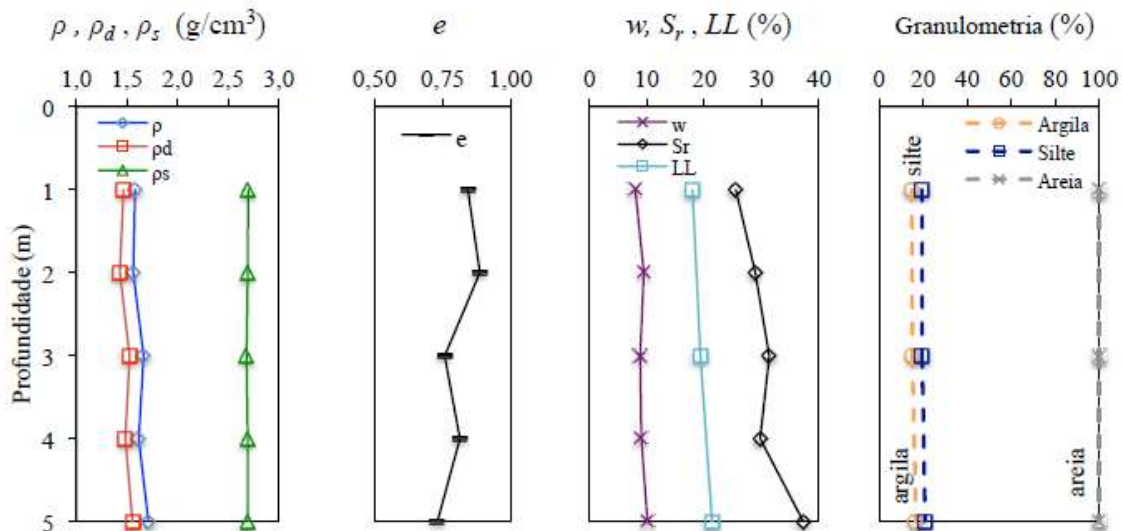 ρ , ρd , ρs (g/cm³)
1,0 1,5 2,0 2,5 3,0
ρ
ρd
ρs
Profundidade (m)
0
1
2
3
4
5
e
0,50 0,75 1,00
e
w, Sr , LL (%)
0 10 20 30 40
w
Sr
LL
Granulometria (%)
0 20 40 60 80 100
Argila
Silte
Areia
silte
argila
areia